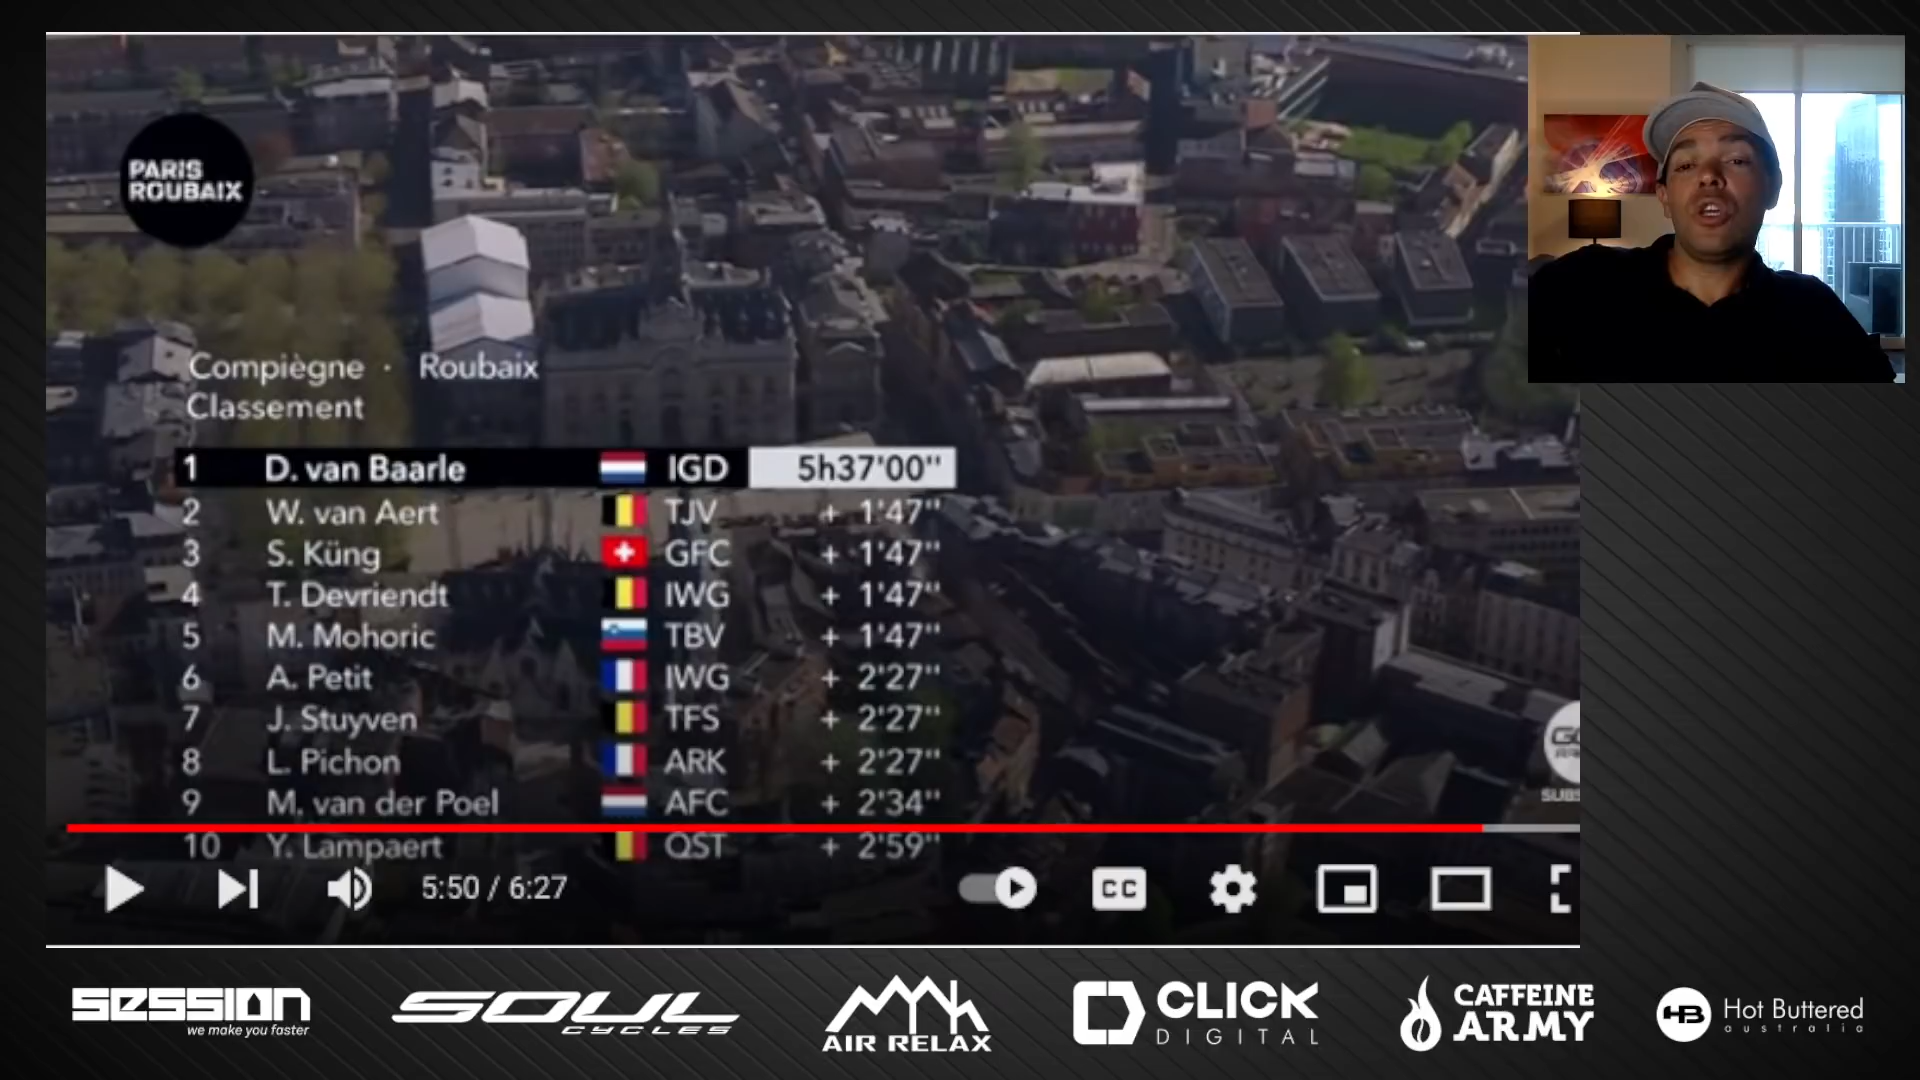 PARIS
ROUBAIX
Compiègne · Roubaix
Classement
1 D. van Baarle IGD 5h37'00''
2 W. van Aert TJV + 1'47''
3 S. Küng GFC + 1'47''
4 T. Devriendt IWG + 1'47''
5 M. Mohoric TBV + 1'47''
6 A. Petit IWG + 2'27''
7 J. Stuyven TFS + 2'27''
8 L. Pichon ARK + 2'27''
9 M. van der Poel AFC + 2'34''
10 Y. Lampaert QST + 2'59''
5:50 / 6:27
CC
SESSION
we make you faster
SOUL
CYCLES
AIR RELAX
CLICK
DIGITAL
CAFFEINE
ARMY
HB
Hot Buttered
australia